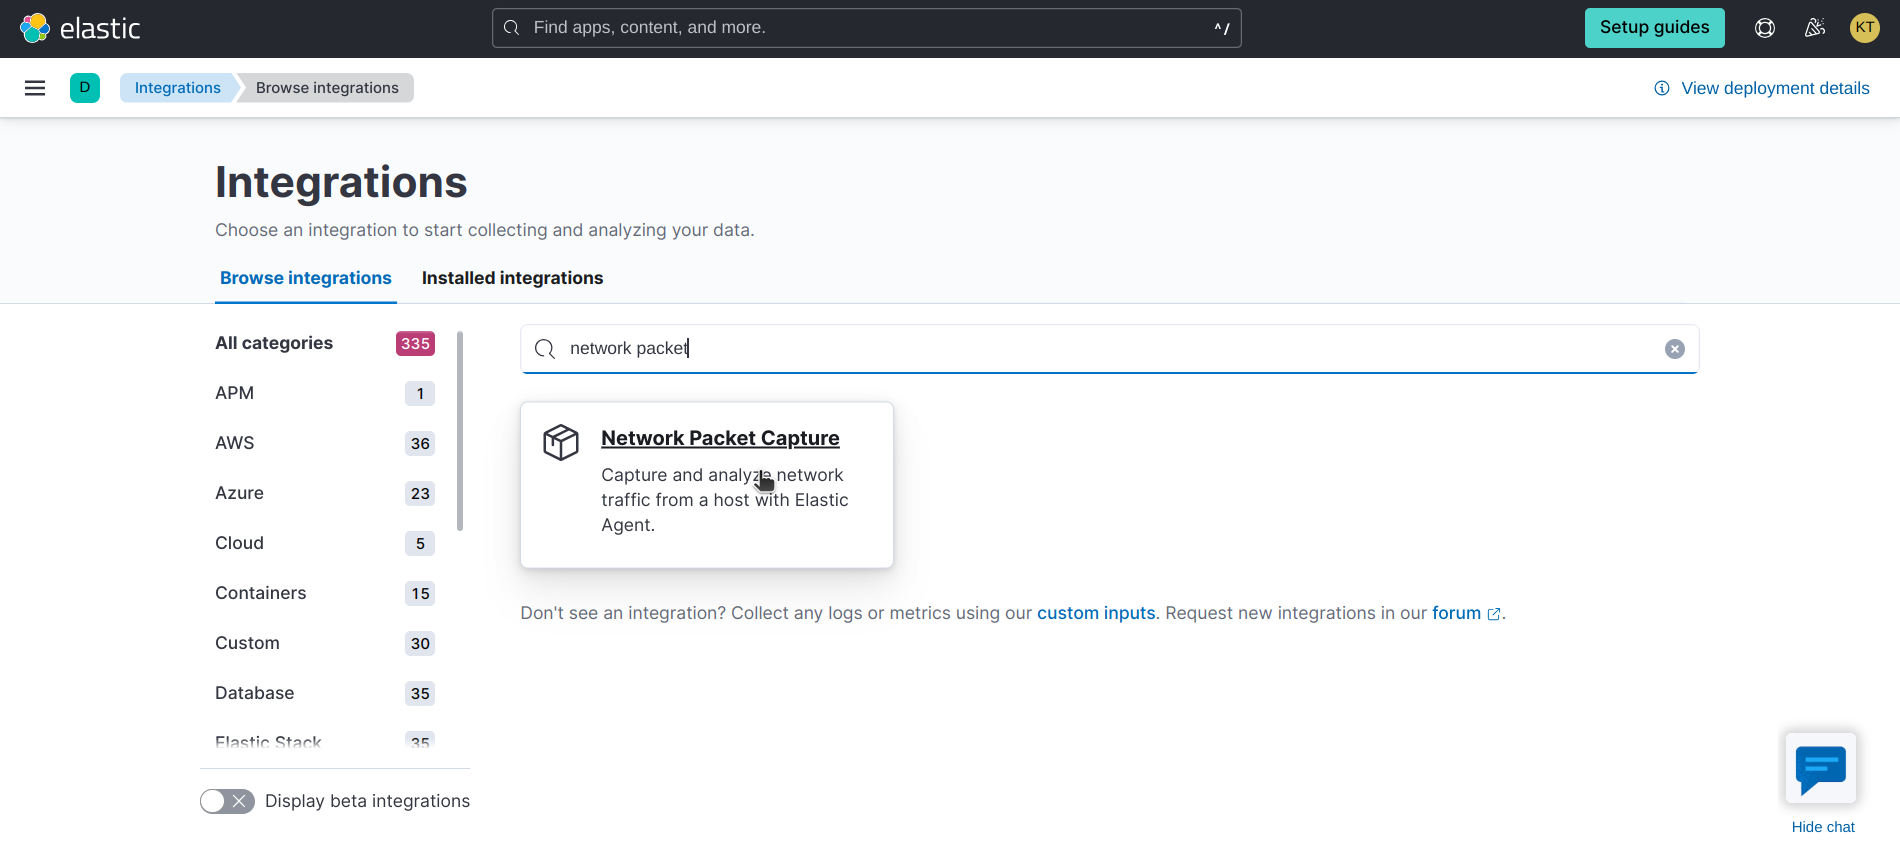 elastic
Find apps, content, and more.
^ /
Setup guides
KT
D
Integrations
Browse integrations
View deployment details
Integrations
Choose an integration to start collecting and analyzing your data.
Browse integrations
Installed integrations
All categories 335
APM 1
AWS 36
Azure 23
Cloud 5
Containers 15
Custom 30
Database 35
Elastic Stack 35
Display beta integrations
network packet
Network Packet Capture
Capture and analyze network
traffic from a host with Elastic
Agent.
Don't see an integration? Collect any logs or metrics using our custom inputs. Request new integrations in our forum.
Hide chat